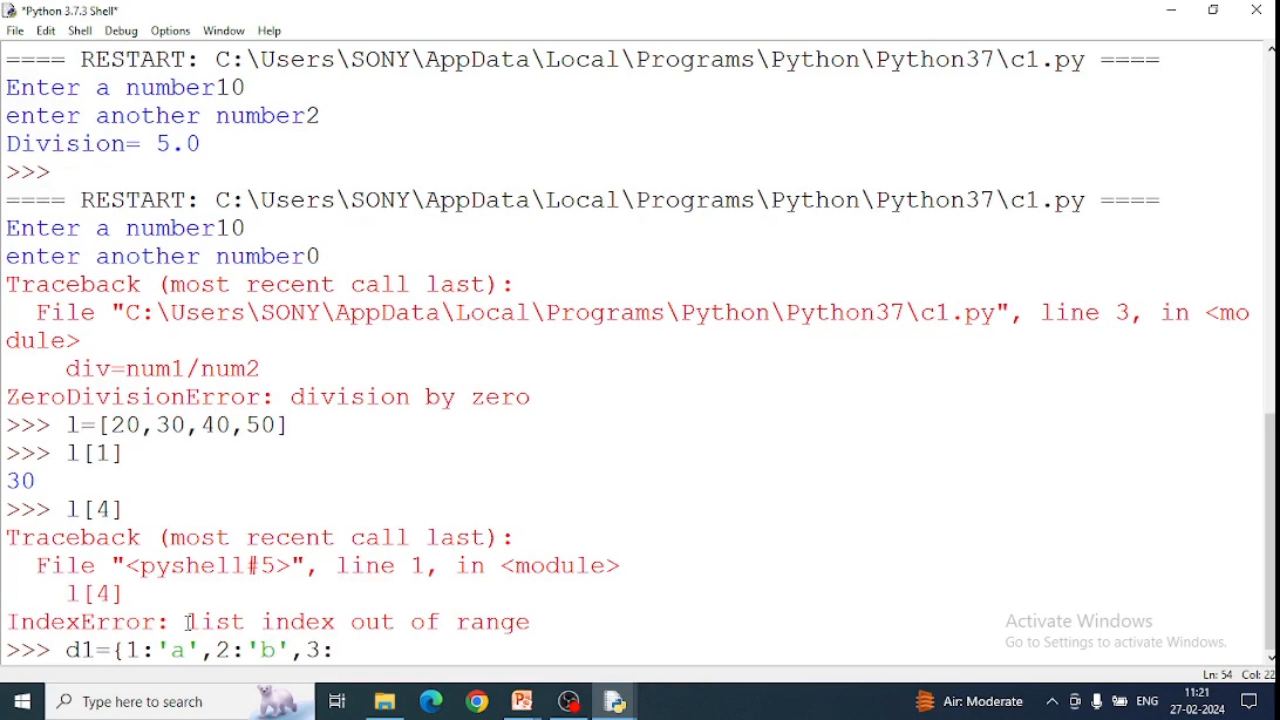 *Python 3.7.3 Shell*
File Edit Shell Debug Options Window Help
==== RESTART: C:\Users\SONY\AppData\Local\Programs\Python\Python37\c1.py ====
Enter a number10
enter another number2
Division= 5.0
>>>
==== RESTART: C:\Users\SONY\AppData\Local\Programs\Python\Python37\c1.py ====
Enter a number10
enter another number0
Traceback (most recent call last):
  File "C:\Users\SONY\AppData\Local\Programs\Python\Python37\c1.py", line 3, in <mo
dule>
    div=num1/num2
ZeroDivisionError: division by zero
>>> l=[20,30,40,50]
>>> l[1]
30
>>> l[4]
Traceback (most recent call last):
  File "<pyshell#5>", line 1, in <module>
    l[4]
IndexError: list index out of range
>>> d1={1:'a',2:'b',3:
Activate Windows
Go to Settings to activate Windows.
Ln: 54 Col: 22
Type here to search
Air: Moderate
ENG
11:21
27-02-2024